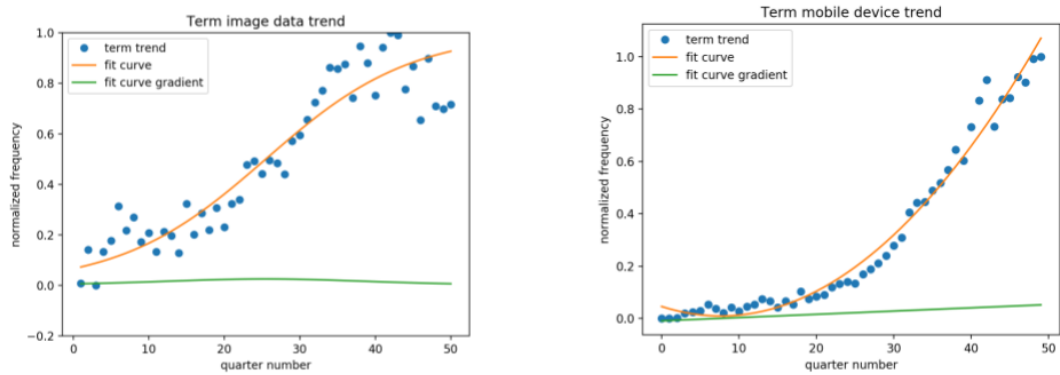 Term image data trend
1.0
0.8
0.6
0.4
0.2
0.0
−0.2
normalized frequency
term trend
fit curve
fit curve gradient
0 10 20 30 40 50
quarter number
Term mobile device trend
1.0
0.8
0.6
0.4
0.2
0.0
normalized frequency
term trend
fit curve
fit curve gradient
0 10 20 30 40 50
quarter number